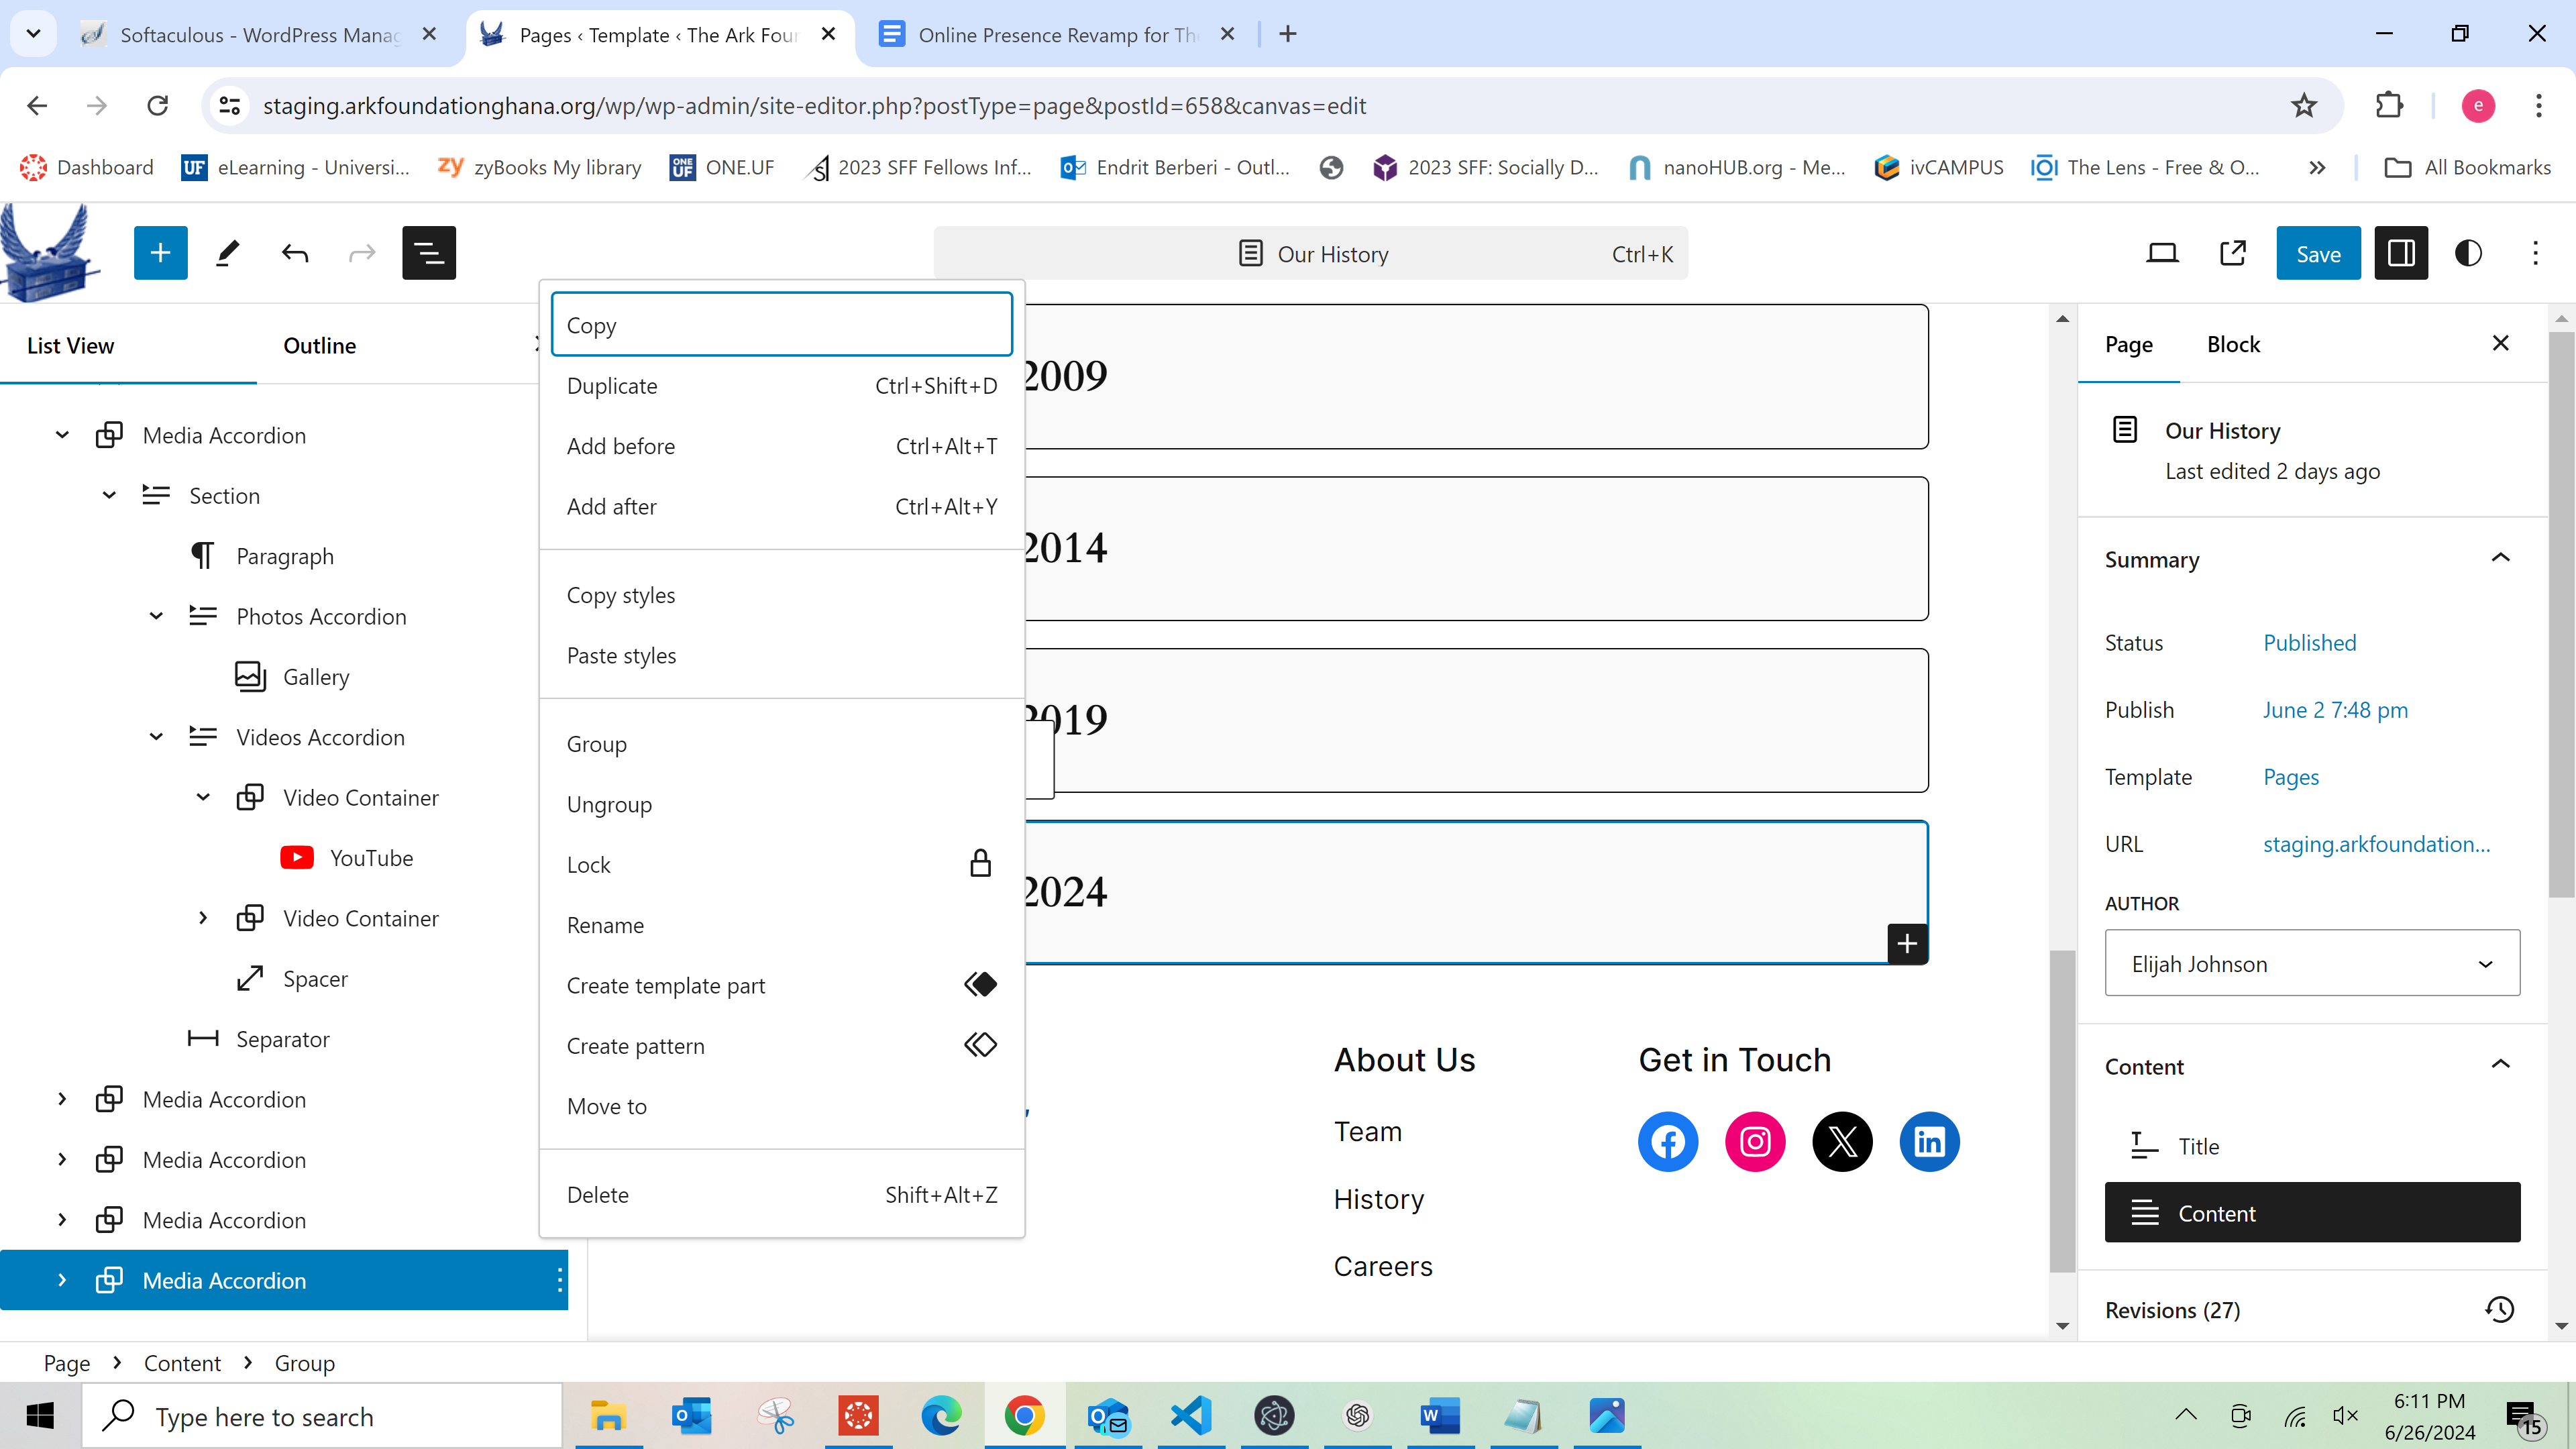 Softaculous - WordPress Manag
Pages ‹ Template ‹ The Ark Foun
Online Presence Revamp for The
staging.arkfoundationghana.org/wp/wp-admin/site-editor.php?postType=page&postId=658&canvas=edit
e
Dashboard
UF eLearning - Universi...
zy zyBooks My library
ONE UF ONE.UF
2023 SFF Fellows Inf...
Endrit Berberi - Outl...
2023 SFF: Socially D...
nanoHUB.org - Me...
ivCAMPUS
The Lens - Free & O...
All Bookmarks
Our History Ctrl+K
Save
List View Outline
Media Accordion
Section
Paragraph
Photos Accordion
Gallery
Videos Accordion
Video Container
YouTube
Video Container
Spacer
Separator
Media Accordion
Media Accordion
Media Accordion
Media Accordion
Copy
Duplicate Ctrl+Shift+D
Add before Ctrl+Alt+T
Add after Ctrl+Alt+Y
Copy styles
Paste styles
Group
Ungroup
Lock
Rename
Create template part
Create pattern
Move to
Delete Shift+Alt+Z
2009
2014
2019
2024
About Us
Team
History
Careers
Get in Touch
Page Block
Our History
Last edited 2 days ago
Summary
Status Published
Publish June 2 7:48 pm
Template Pages
URL staging.arkfoundation...
AUTHOR
Elijah Johnson
Content
Title
Content
Revisions (27)
Page › Content › Group
Type here to search
6:11 PM
6/26/2024
15